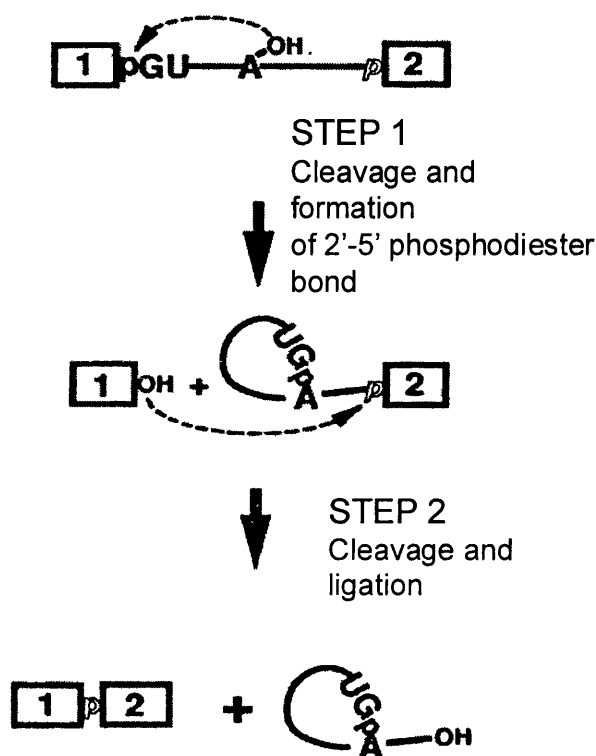 OH.
1 pGU A p 2
STEP 1
Cleavage and
formation
of 2'-5' phosphodiester
bond
1 OH + UGpA p 2
STEP 2
Cleavage and
ligation
1 p 2 + UGpA OH